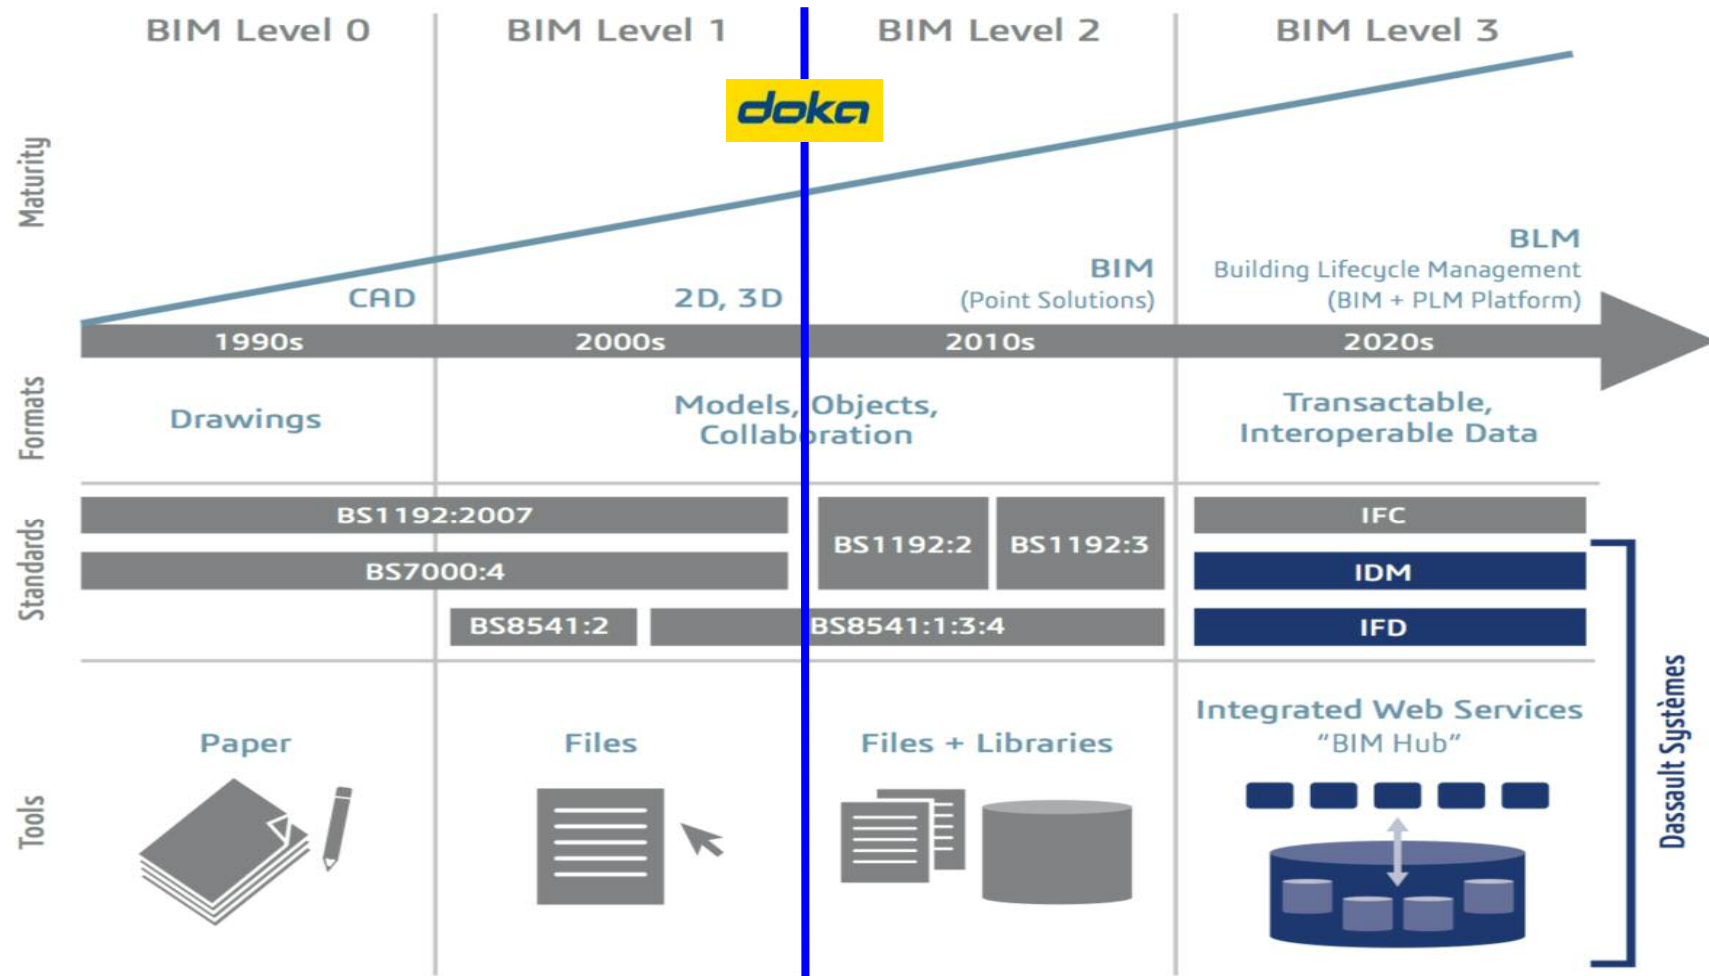 BIM Level 0
BIM Level 1
BIM Level 2
BIM Level 3
doka
Maturity
CAD
2D, 3D
BIM
(Point Solutions)
BLM
Building Lifecycle Management
(BIM + PLM Platform)
1990s
2000s
2010s
2020s
Formats
Drawings
Models, Objects,
Collaboration
Transactable,
Interoperable Data
Standards
BS1192:2007
BS7000:4
BS8541:2
BS8541:1:3:4
BS1192:2
BS1192:3
IFC
IDM
IFD
Tools
Paper
Files
Files + Libraries
Integrated Web Services
“BIM Hub”
Dassault Systèmes